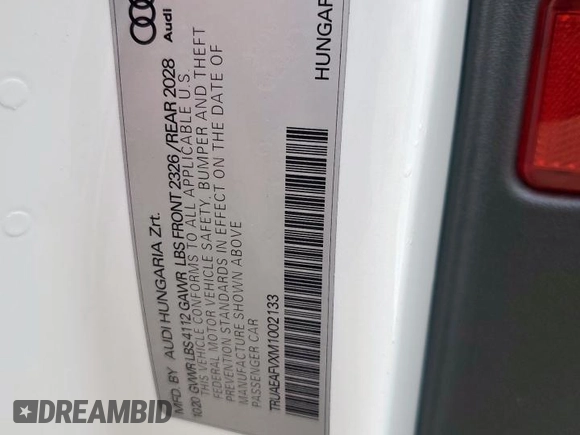 MFD. BY AUDI HUNGARIA Zrt. Audi
10.20 GVWR LBS 4112 GAWR LBS FRONT 2326 / REAR 2028
THIS VEHICLE CONFORMS TO ALL APPLICABLE U.S.
FEDERAL MOTOR VEHICLE SAFETY, BUMPER AND THEFT
PREVENTION STANDARDS IN EFFECT ON THE DATE OF
MANUFACTURE SHOWN ABOVE
PASSENGER CAR
TRUAEAFVXM1002133 HUNGAR
DREAMBID